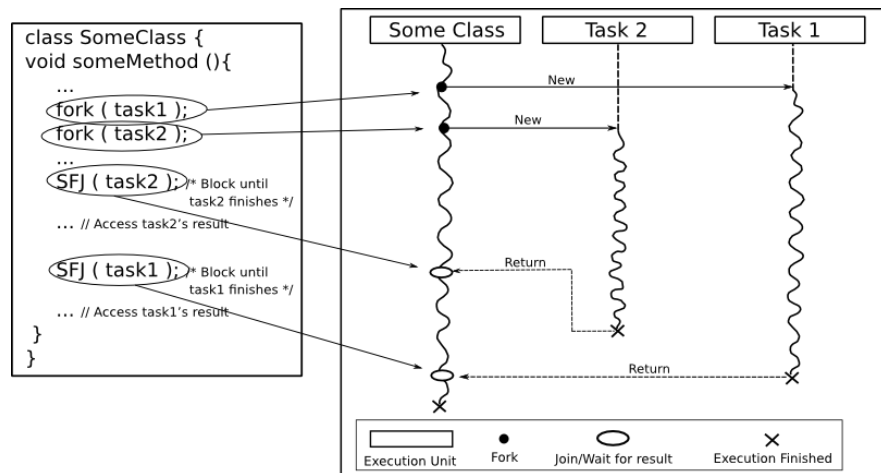 class SomeClass {
void someMethod (){
...
fork ( task1 );
fork ( task2 );
...
SFJ ( task2 ); /* Block until
task2 finishes */
... // Access task2's result
SFJ ( task1 ); /* Block until
task1 finishes */
... // Access task1's result
}
}
Some Class
Task 2
Task 1
New
New
Return
Return
Execution Unit
Fork
Join/Wait for result
Execution Finished